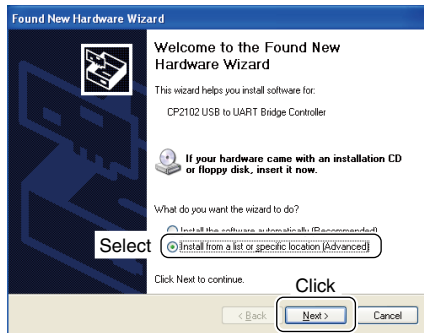 Found New Hardware Wizard
Welcome to the Found New
Hardware Wizard
This wizard helps you install software for:
CP2102 USB to UART Bridge Controller
If your hardware came with an installation CD
or floppy disk, insert it now.
What do you want the wizard to do?
Install the software automatically (Recommended)
Select
Install from a list or specific location (Advanced)
Click Next to continue.
Click
< Back
Next >
Cancel